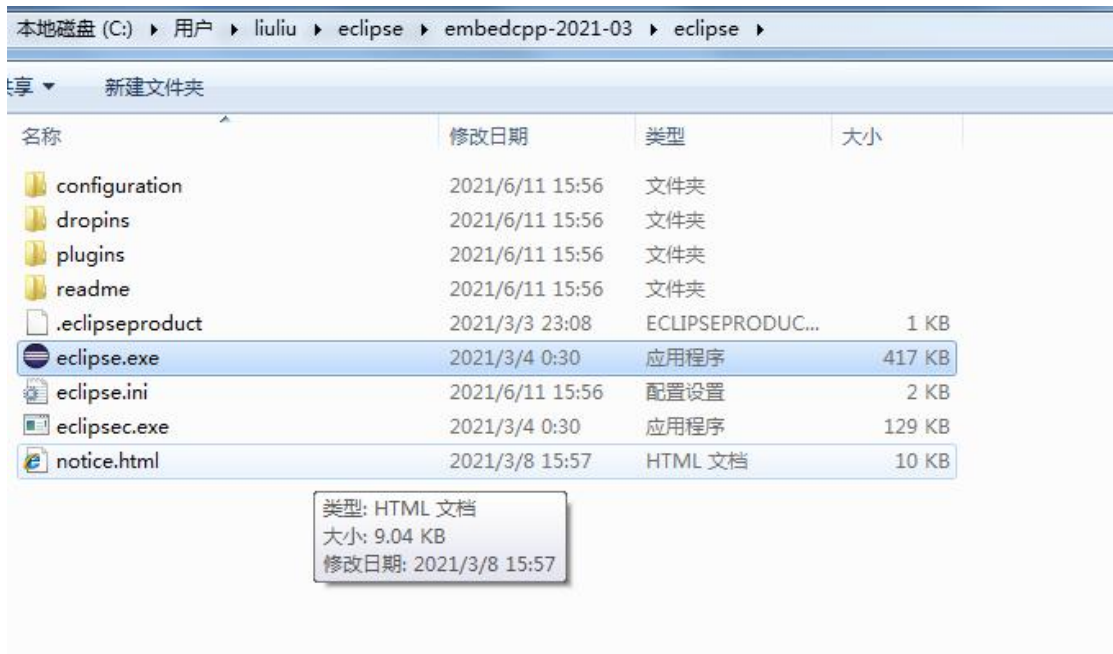 本地磁盘 (C:) ▸ 用户 ▸ liuliu ▸ eclipse ▸ embedcpp-2021-03 ▸ eclipse ▸
享 ▼ 新建文件夹
名称 修改日期 类型 大小
configuration 2021/6/11 15:56 文件夹
dropins 2021/6/11 15:56 文件夹
plugins 2021/6/11 15:56 文件夹
readme 2021/6/11 15:56 文件夹
.eclipseproduct 2021/3/3 23:08 ECLIPSEPRODUC... 1 KB
eclipse.exe 2021/3/4 0:30 应用程序 417 KB
eclipse.ini 2021/6/11 15:56 配置设置 2 KB
eclipsec.exe 2021/3/4 0:30 应用程序 129 KB
notice.html 2021/3/8 15:57 HTML 文档 10 KB
类型: HTML 文档
大小: 9.04 KB
修改日期: 2021/3/8 15:57